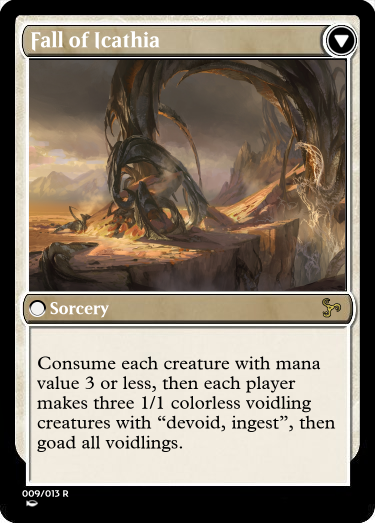 Fall of Icathia
Sorcery
Consume each creature with mana
value 3 or less, then each player
makes three 1/1 colorless voidling
creatures with “devoid, ingest”, then
goad all voidlings.
009/013 R